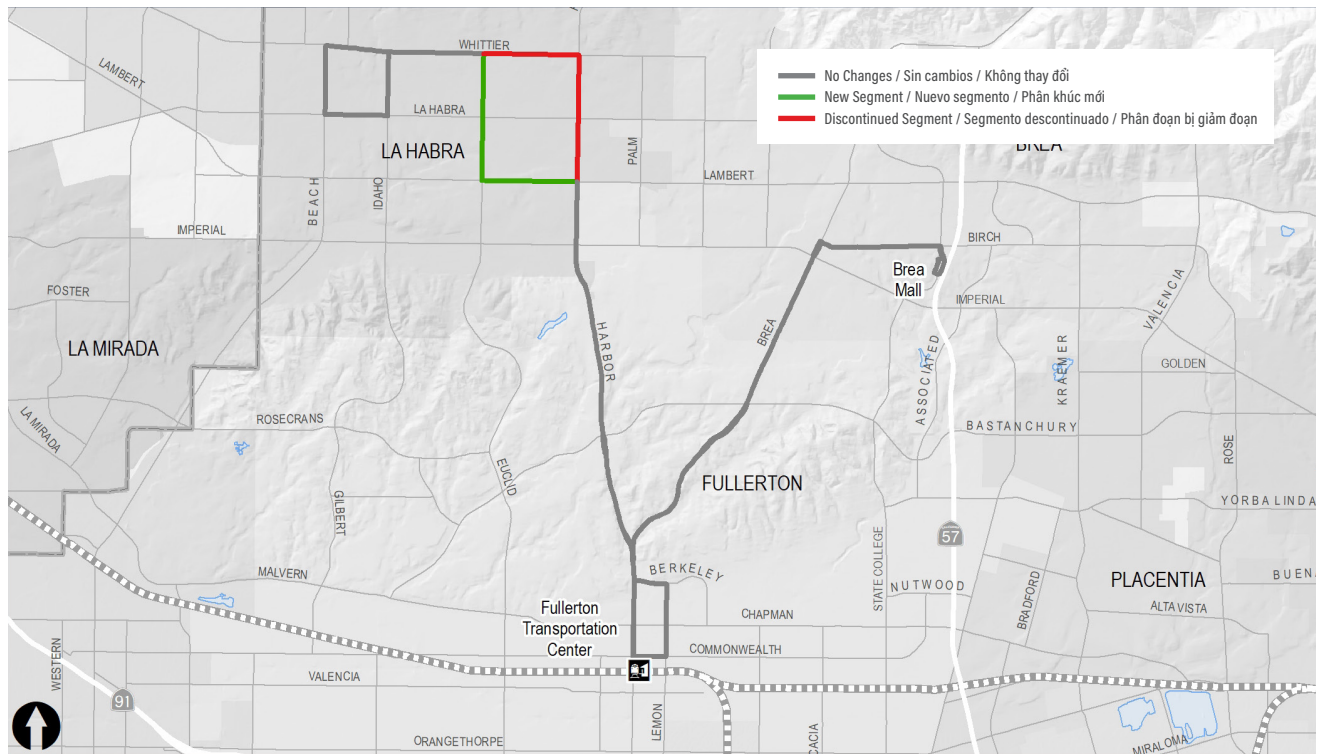 WHITTIER
LAMBERT
No Changes / Sin cambios / Không thay đổi
New Segment / Nuevo segmento / Phân khúc mới
Discontinued Segment / Segmento descontinuado / Phân đoạn bị giảm đoạn
LA HABRA
LA HABRA
PALM
BREA
LAMBERT
BEACH
IDAHO
IMPERIAL
BIRCH
Brea
Mall
FOSTER
IMPERIAL
VALENCIA
LA MIRADA
HARBOR
BREA
ASSOCIATED
KRAEMER
GOLDEN
LA MIRADA
ROSECRANS
BASTANCHURY
ROSE
EUCLID
FULLERTON
GILBERT
YORBA LINDA
57
STATE COLLEGE
MALVERN
BERKELEY
NUTWOOD
BRADFORD
PLACENTIA
BUENA
ALTA VISTA
Fullerton
Transportation
Center
CHAPMAN
COMMONWEALTH
WESTERN
VALENCIA
91
LEMON
ORANGETHORPE
MIRALOMA